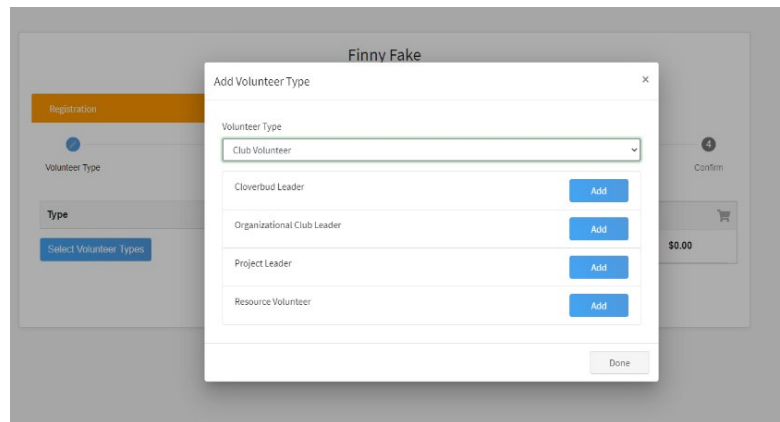 Finny Fake
Add Volunteer Type ×
Registration
Volunteer Type
Club Volunteer
4
Volunteer Type
Confirm
Cloverbud Leader Add
Type
Organizational Club Leader Add
Select Volunteer Types
$0.00
Project Leader Add
Resource Volunteer Add
Done